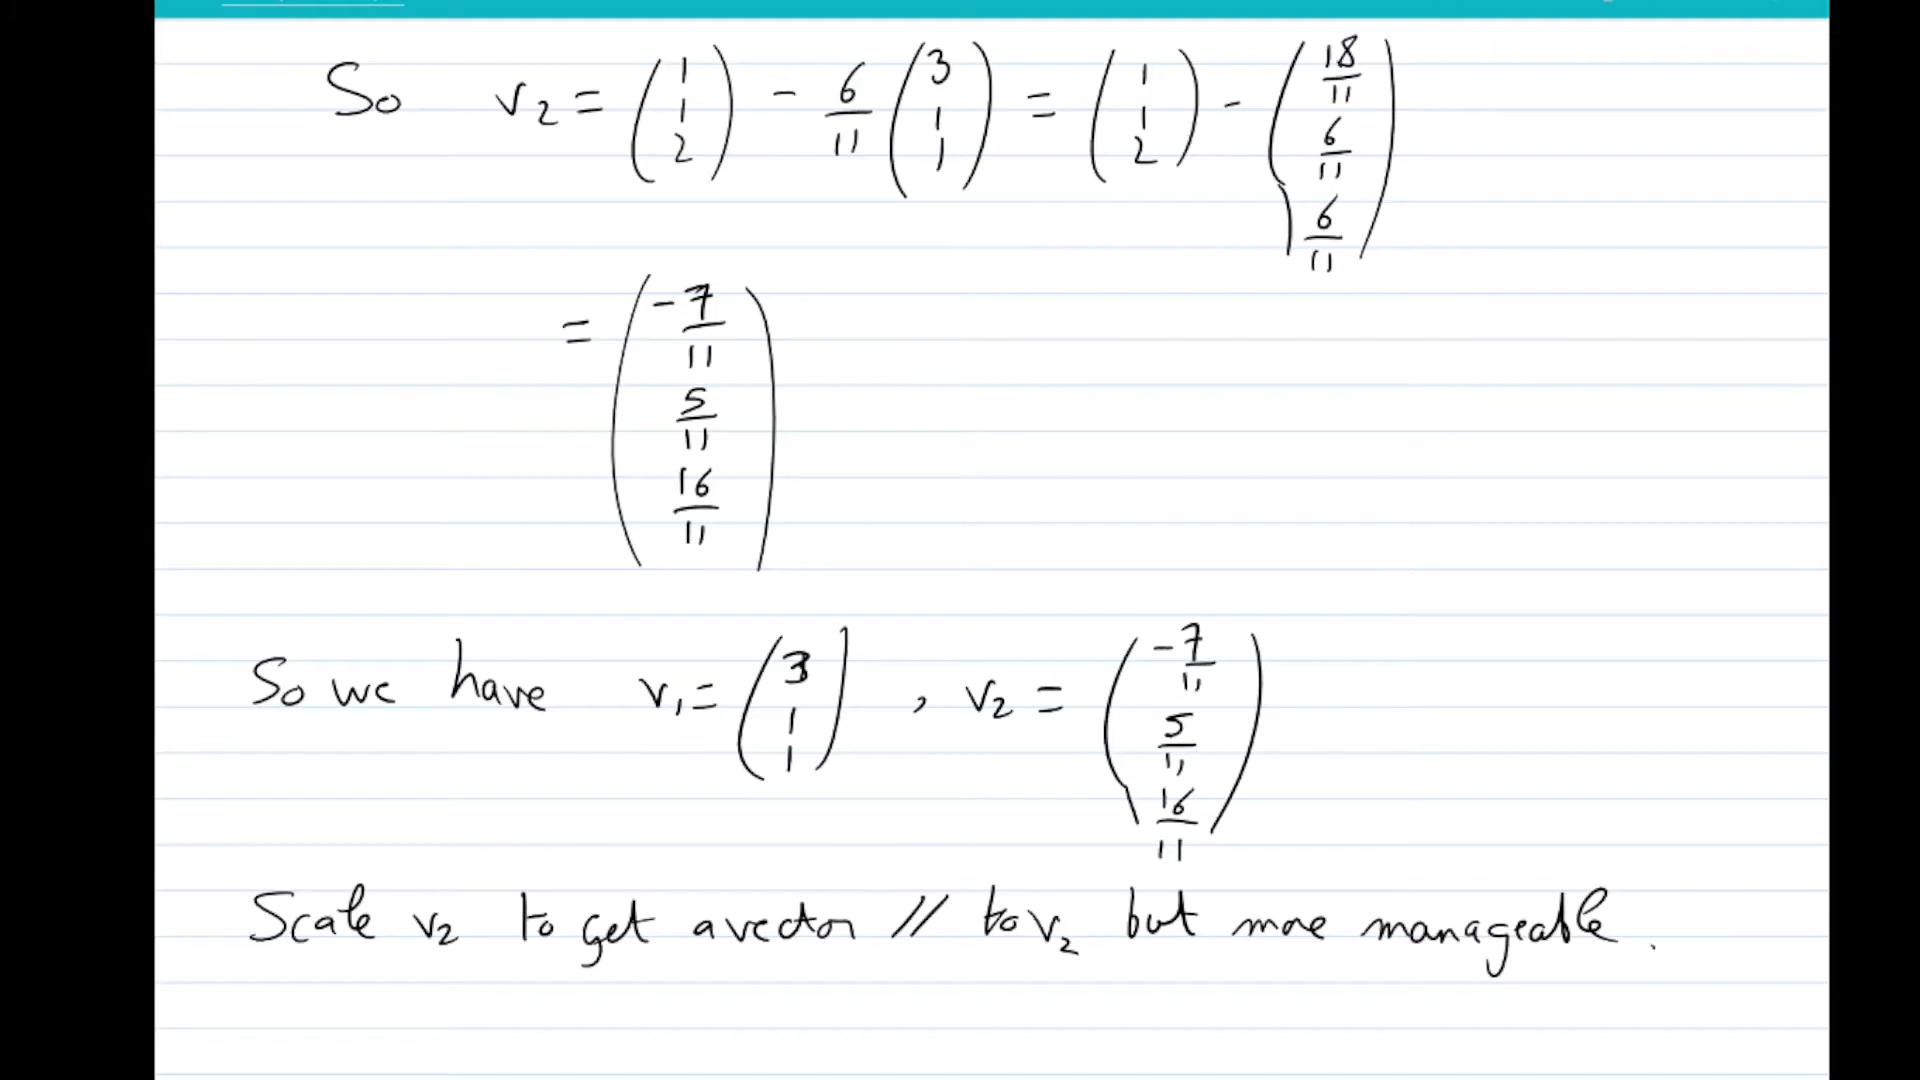 So v₂ = (1 1 2) - 6/11 (3 1 1) = (1 1 2) - (18/11 6/11 6/11)
= (-7/11 5/11 16/11)
So we have v₁ = (3 1 1), v₂ = (-7/11 5/11 16/11)
Scale v₂ to get a vector // to v₂ but more manageable.